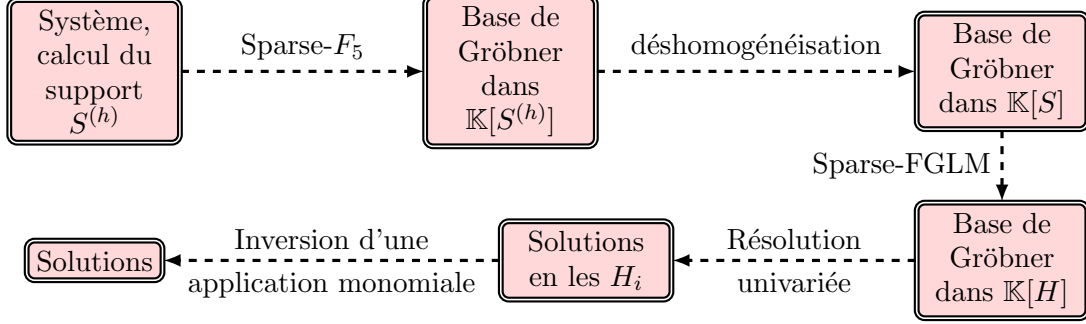 Système,
calcul du
support
S^{(h)}
Sparse-F_5
Base de
Gröbner
dans
𝕂[S^{(h)}]
déshomogénéisation
Base de
Gröbner
dans 𝕂[S]
Sparse-FGLM
Base de
Gröbner
dans 𝕂[H]
Résolution
univariée
Solutions
en les H_i
Inversion d'une
application monomiale
Solutions